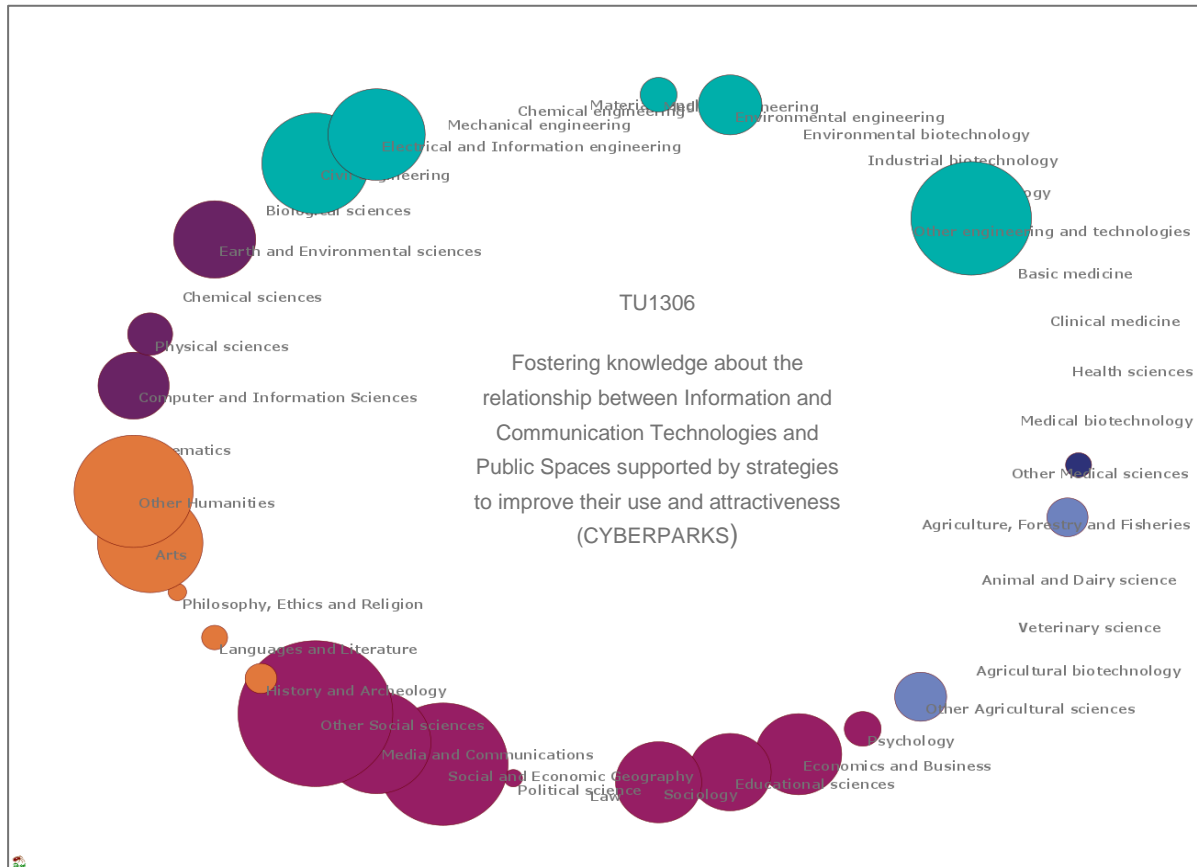 Chemical engineering
Mechanical engineering
Electrical and Information engineering
Civil engineering
Biological sciences
Earth and Environmental sciences
Chemical sciences
Physical sciences
Computer and Information Sciences
Other Humanities
Arts
Philosophy, Ethics and Religion
Languages and Literature
History and Archeology
Other Social sciences
Media and Communications
Social and Economic Geography
Political science
Law
Sociology
Educational sciences
Economics and Business
Psychology
Other Agricultural sciences
Agricultural biotechnology
Veterinary science
Animal and Dairy science
Agriculture, Forestry and Fisheries
Other Medical sciences
Medical biotechnology
Health sciences
Clinical medicine
Basic medicine
Other engineering and technologies
Industrial biotechnology
Environmental biotechnology
Environmental engineering
TU1306
Fostering knowledge about the
relationship between Information and
Communication Technologies and
Public Spaces supported by strategies
to improve their use and attractiveness
(CYBERPARKS)